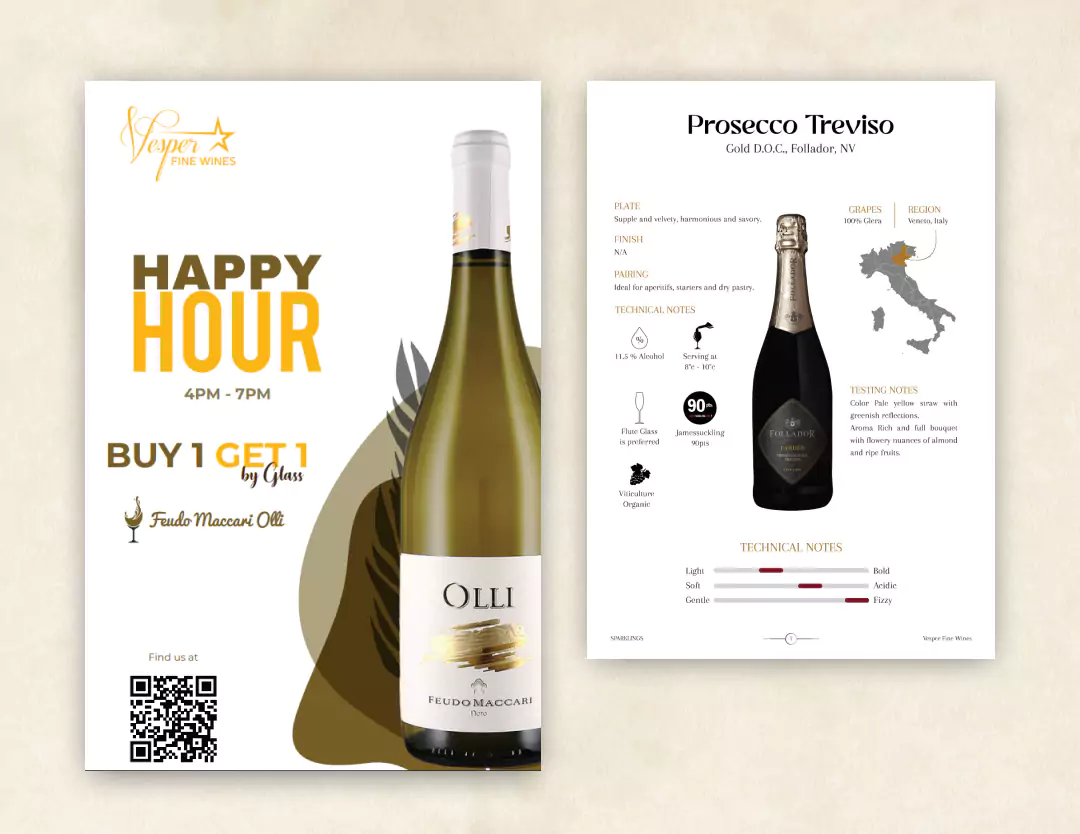 Vesper
FINE WINES
HAPPY
HOUR
4PM - 7PM
BUY 1 GET 1
by Glass
Feudo Maccari Olli
Find us at
OLLI
FEUDO MACCARI
Noto
Prosecco Treviso
Gold D.O.C., Follador, NV
PLATE
Supple and velvety, harmonious and savory.
FINISH
N/A
PAIRING
Ideal for aperitifs, starters and dry pastry.
TECHNICAL NOTES
%
11.5 % Alcohol
Serving at
8°c - 10°c
Flute Glass
is preferred
90pts
Jamessuckling
90pts
Viticulture
Organic
GRAPES
100% Glera
REGION
Veneto, Italy
FOLLADOR
FOLLADOR
TESTING NOTES
Color Pale yellow straw with
greenish reflections.
Aroma Rich and full bouquet
with flowery nuances of almond
and ripe fruits.
TECHNICAL NOTES
Light Bold
Soft Acidic
Gentle Fizzy
SPARKLINGS
Vesper Fine Wines